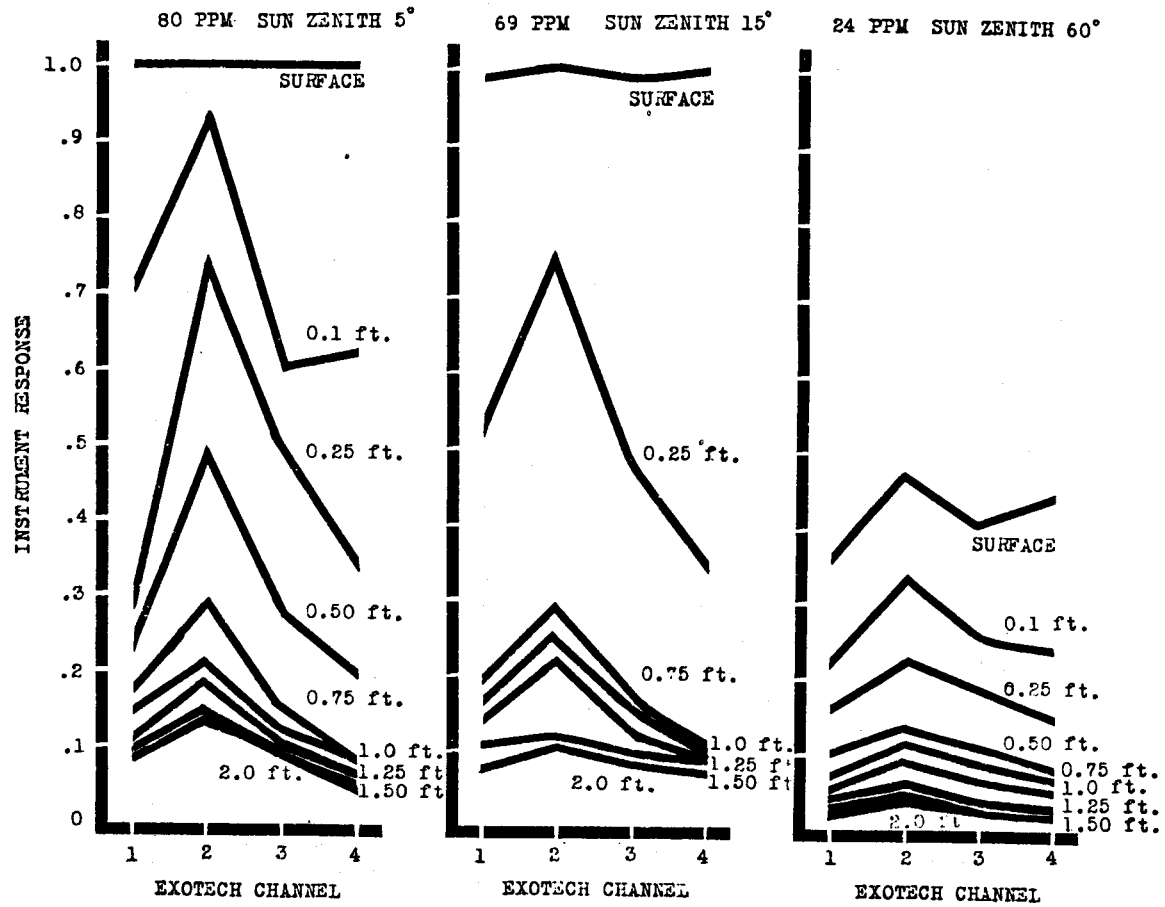 80 PPM SUN ZENITH 5°
69 PPM SUN ZENITH 15°
24 PPM SUN ZENITH 60°
INSTRUMENT RESPONSE
1.0
.9
.8
.7
.6
.5
.4
.3
.2
.1
0
SURFACE
0.1 ft.
0.25 ft.
0.50 ft.
0.75 ft.
1.0 ft.
1.25 ft
1.50 ft
2.0 ft.
1 2 3 4
EXOTECH CHANNEL
SURFACE
0.25 ft.
0.75 ft.
1.0 ft.
1.25 ft
1.50 ft
2.0 ft.
1 2 3 4
EXOTECH CHANNEL
SURFACE
0.1 ft.
0.25 ft.
0.50 ft.
0.75 ft.
1.0 ft.
1.25 ft.
1.50 ft.
2.0 ft
1 2 3 4
EXOTECH CHANNEL